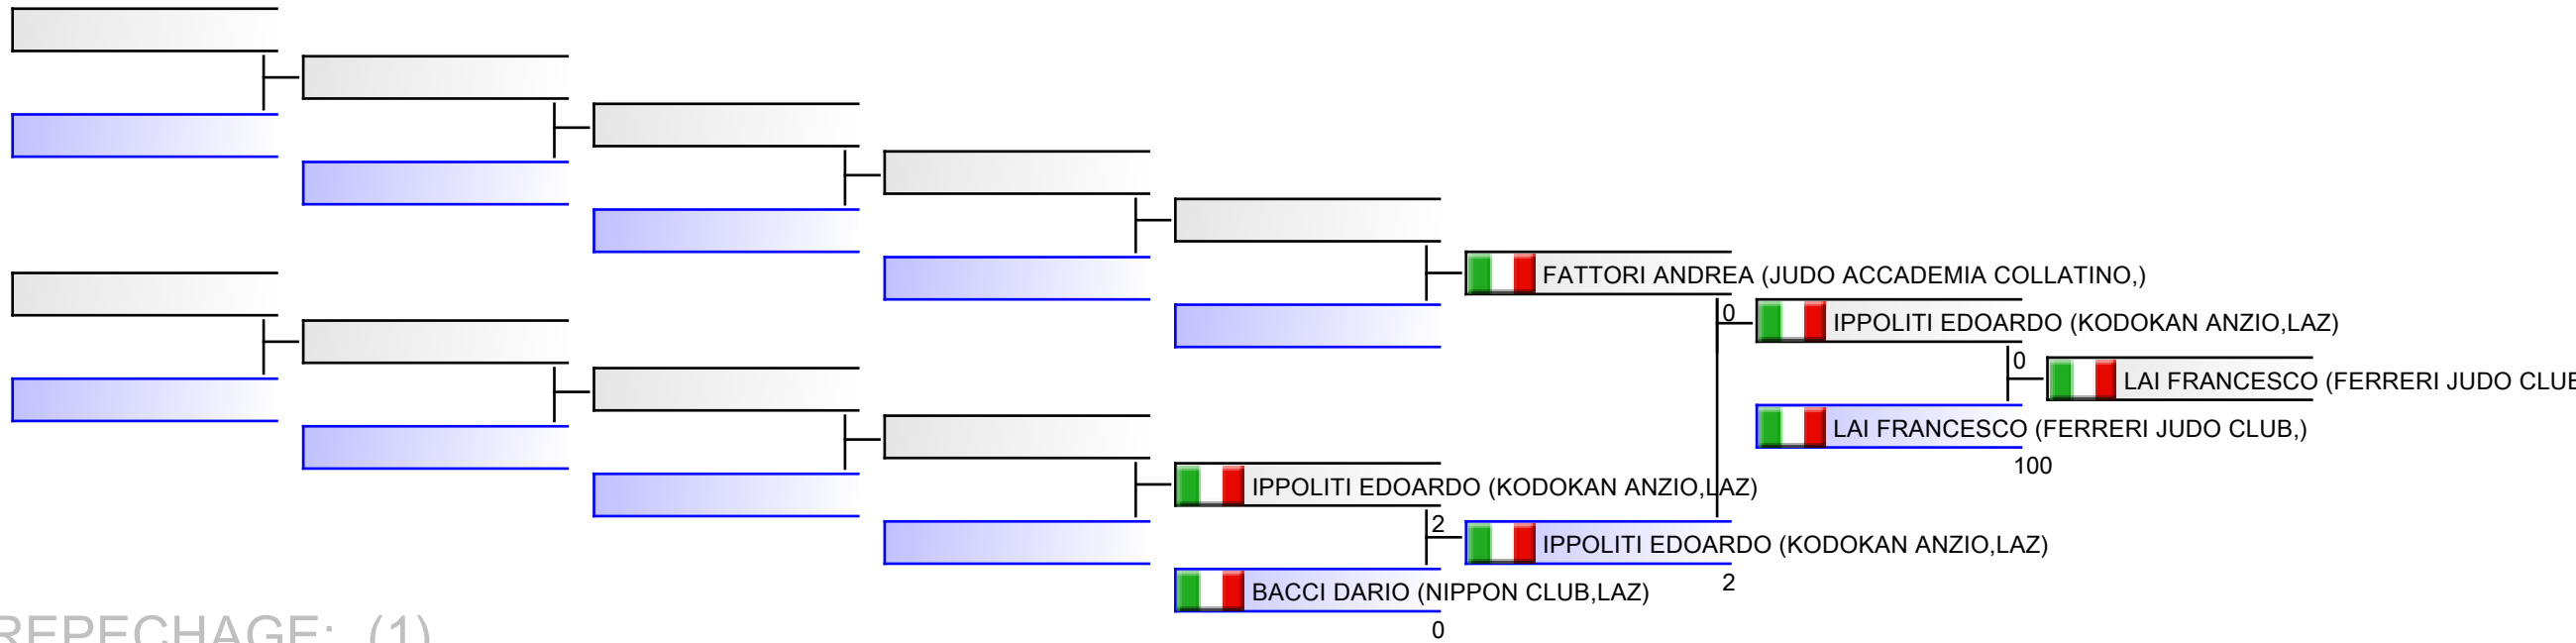 FATTORI ANDREA (JUDO ACCADEMIA COLLATINO,)
0
IPPOLITI EDOARDO (KODOKAN ANZIO,LAZ)
0
LAI FRANCESCO (FERRERI JUDO
LAI FRANCESCO (FERRERI JUDO CLUB,)
100
IPPOLITI EDOARDO (KODOKAN ANZIO,LAZ)
2
IPPOLITI EDOARDO (KODOKAN ANZIO,LAZ)
2
BACCI DARIO (NIPPON CLUB,LAZ)
0
REPECHAGE: (1)